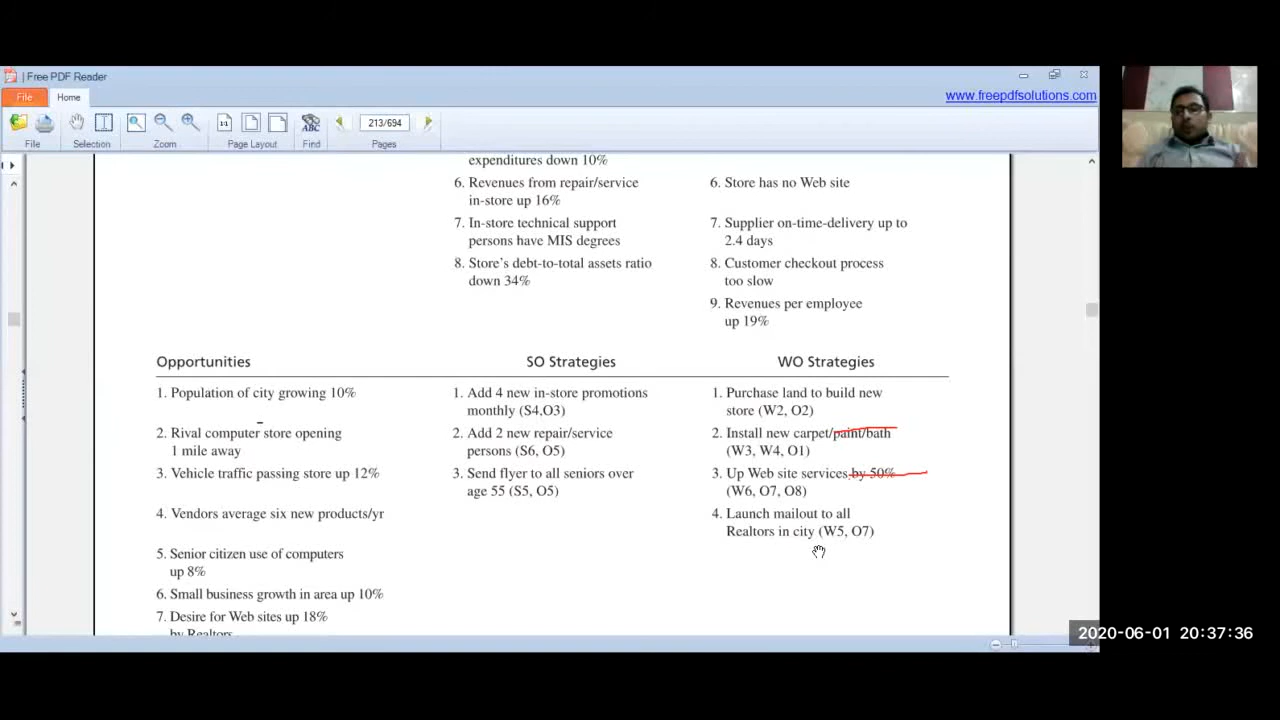 Free PDF Reader
File
Home
www.freepdfsolutions.com
1:1
ABC
213/694
File
Selection
Zoom
Page Layout
Find
Pages
expenditures down 10%
6. Revenues from repair/service
in-store up 16%
7. In-store technical support
persons have MIS degrees
8. Store's debt-to-total assets ratio
down 34%
6. Store has no Web site
7. Supplier on-time-delivery up to
2.4 days
8. Customer checkout process
too slow
9. Revenues per employee
up 19%
Opportunities
SO Strategies
WO Strategies
1. Population of city growing 10%
2. Rival computer store opening
1 mile away
3. Vehicle traffic passing store up 12%
4. Vendors average six new products/yr
5. Senior citizen use of computers
up 8%
6. Small business growth in area up 10%
7. Desire for Web sites up 18%
by Realtors
1. Add 4 new in-store promotions
monthly (S4,O3)
2. Add 2 new repair/service
persons (S6, O5)
3. Send flyer to all seniors over
age 55 (S5, O5)
1. Purchase land to build new
store (W2, O2)
2. Install new carpet/paint/bath
(W3, W4, O1)
3. Up Web site services by 50%
(W6, O7, O8)
4. Launch mailout to all
Realtors in city (W5, O7)
2020-06-01 20:37:36